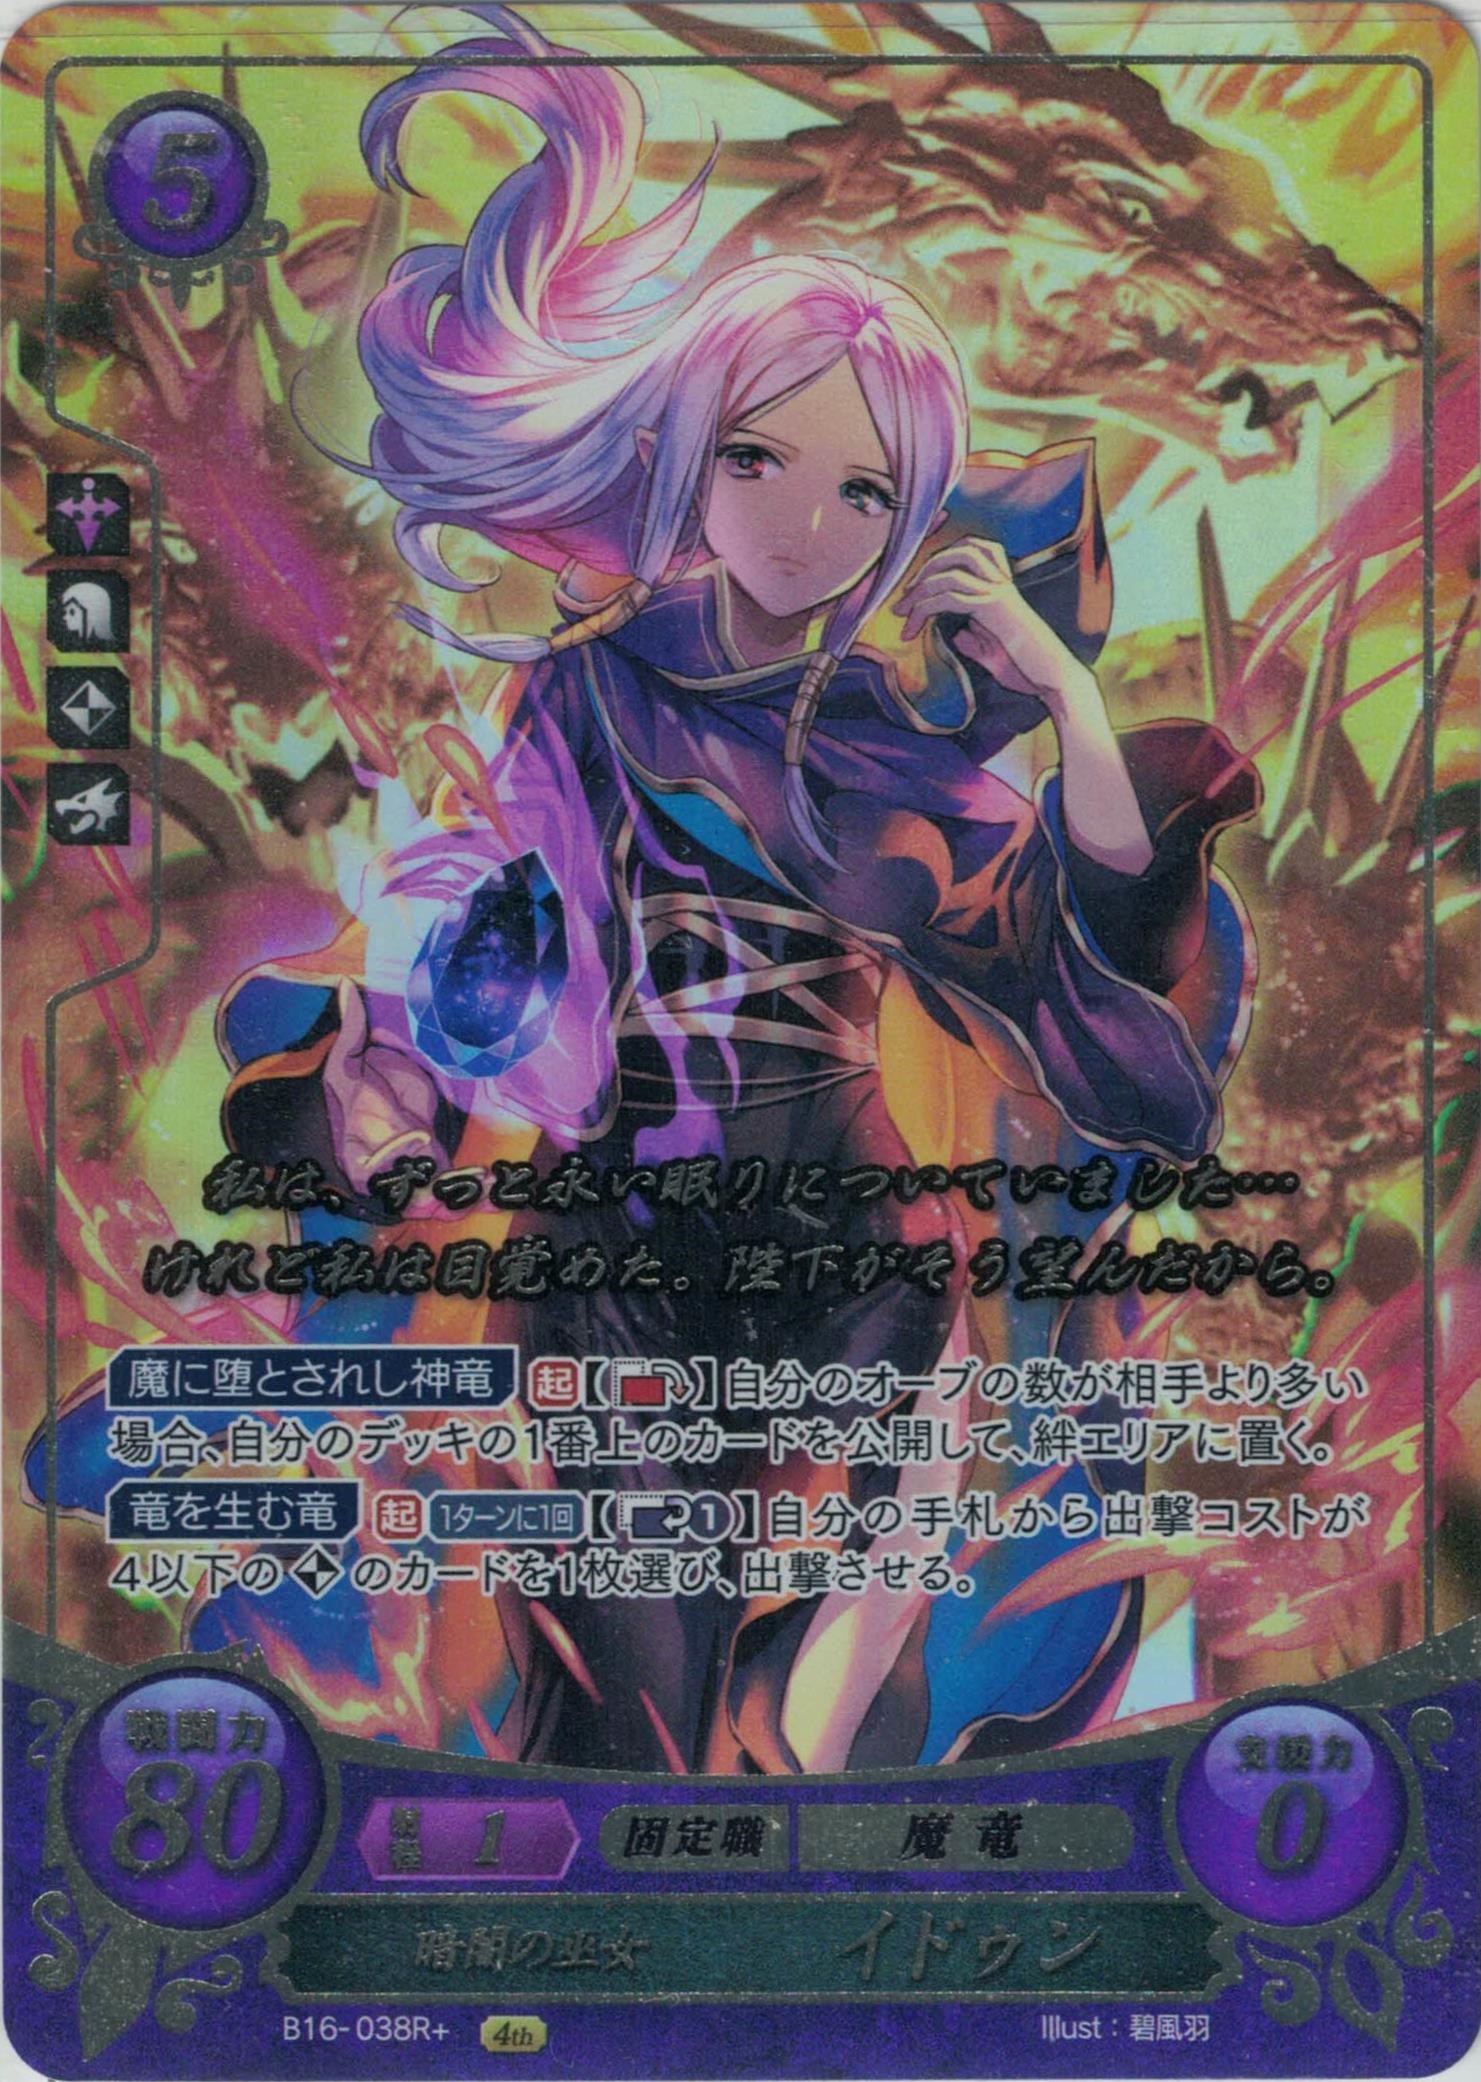 5
私は、ずっと永い眠りについていました…
けれど私は目覚めた。陛下がそう望んだから。
魔に堕とされし神竜 起【】自分のオーブの数が相手より多い
場合、自分のデッキの1番上のカードを公開して、絆エリアに置く。
竜を生む竜 起 1ターンに1回【1】自分の手札から出撃コストが
4以下の のカードを1枚選び、出撃させる。
戦闘力
80
射程 1
固定職 魔竜
支援力
0
暗闇の巫女 イドゥン
B16-038R+ 4th Illust:碧風羽